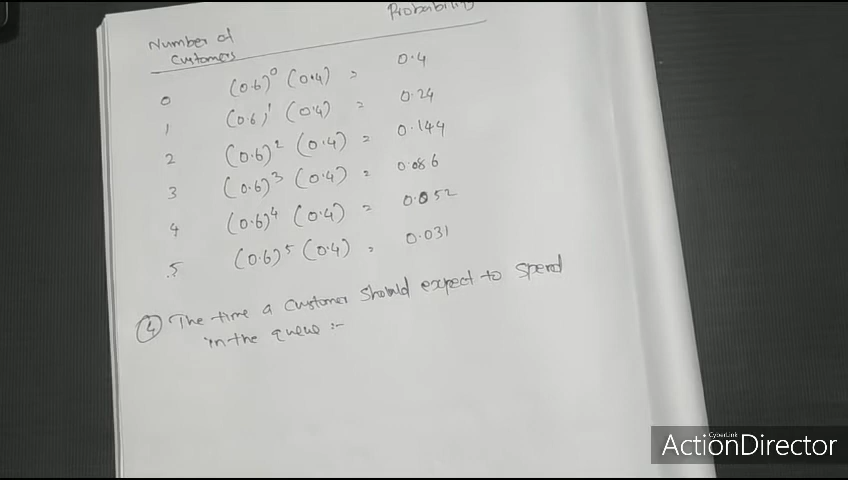 Probability
Number of
Customers
0 (0.6)⁰ (0.4) = 0.4
1 (0.6)¹ (0.4) = 0.24
2 (0.6)² (0.4) = 0.144
3 (0.6)³ (0.4) = 0.086
4 (0.6)⁴ (0.4) = 0.052
5 (0.6)⁵ (0.4) = 0.031
④ The time a customer should expect to spend
in the queue :-
CyberLink
ActionDirector